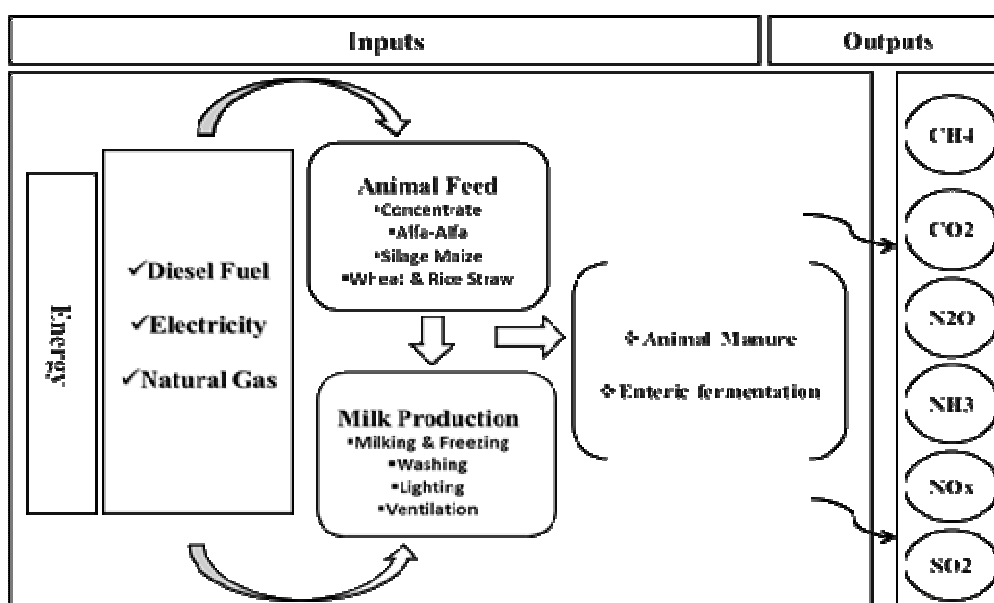 Inputs
Outputs
Energy
✓Diesel Fuel
✓Electricity
✓Natural Gas
Animal Feed
▪Concentrate
▪Alfa-Alfa
▪Silage Maize
▪Wheat & Rice Straw
Milk Production
▪Milking & Freezing
▪Washing
▪Lighting
▪Ventilation
❖Animal Manure
❖Enteric fermentation
CH4
CO2
N2O
NH3
NOx
SO2